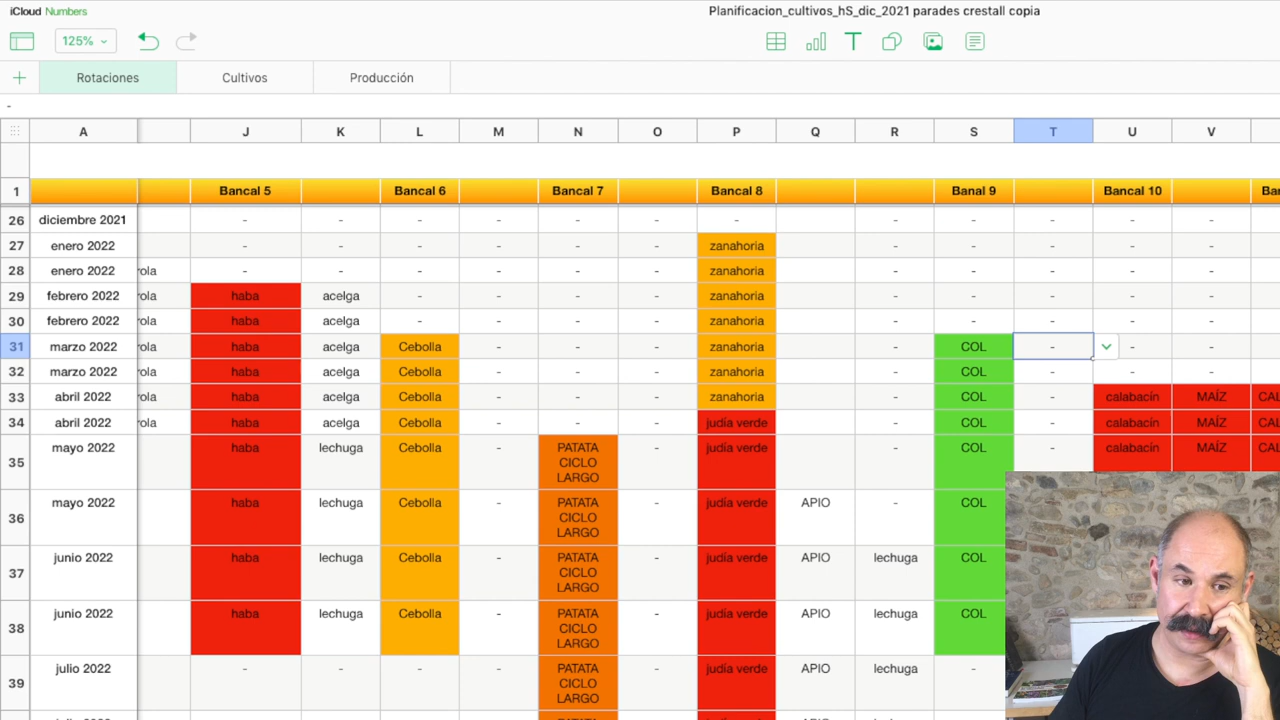 iCloud Numbers
Planificacion_cultivos_hS_dic_2021 parades crestall copia
125%
Rotaciones Cultivos Producción
-
A J K L M N O P Q R S T U V
1 Bancal 5 Bancal 6 Bancal 7 Bancal 8 Banal 9 Bancal 10 Ba
26 diciembre 2021 - - - - - - - - - - - -
27 enero 2022 - - - - - - zanahoria - - - - -
28 enero 2022 rola - - - - - - zanahoria - - - - -
29 febrero 2022 rola haba acelga - - - - zanahoria - - - - -
30 febrero 2022 rola haba acelga - - - - zanahoria - - - - -
31 marzo 2022 rola haba acelga Cebolla - - - zanahoria - COL - - -
32 marzo 2022 rola haba acelga Cebolla - - - zanahoria - COL - - -
33 abril 2022 rola haba acelga Cebolla - - - zanahoria - COL - calabacín MAÍZ CAL
34 abril 2022 rola haba acelga Cebolla - - - judía verde - COL - calabacín MAÍZ CAL
35 mayo 2022 haba lechuga Cebolla - PATATA CICLO LARGO - judía verde - COL - calabacín MAÍZ CAL
36 mayo 2022 haba lechuga Cebolla - PATATA CICLO LARGO - judía verde APIO - COL
37 junio 2022 haba lechuga Cebolla - PATATA CICLO LARGO - judía verde APIO lechuga COL
38 junio 2022 haba lechuga Cebolla - PATATA CICLO LARGO - judía verde APIO lechuga COL
39 julio 2022 - - - - PATATA CICLO LARGO - judía verde APIO lechuga -